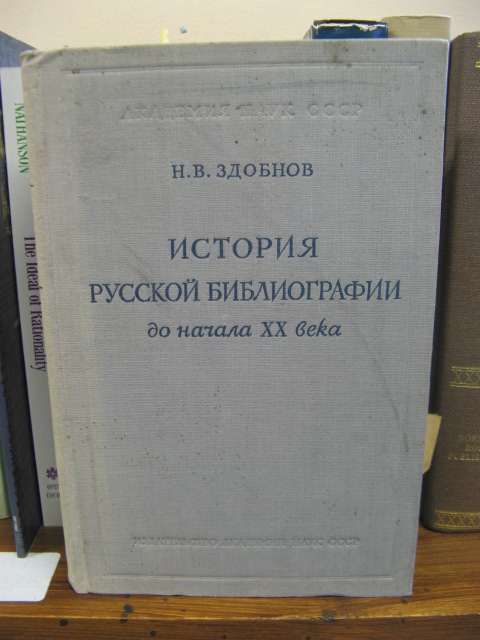 АКАДЕМИЯ НАУК СССР
Н. В. ЗДОБНОВ
ИСТОРИЯ
РУССКОЙ БИБЛИОГРАФИИ
до начала XX века
ИЗДАТЕЛЬСТВО АКАДЕМИИ НАУК СССР
NATHANSON
The Ideal of Rationality